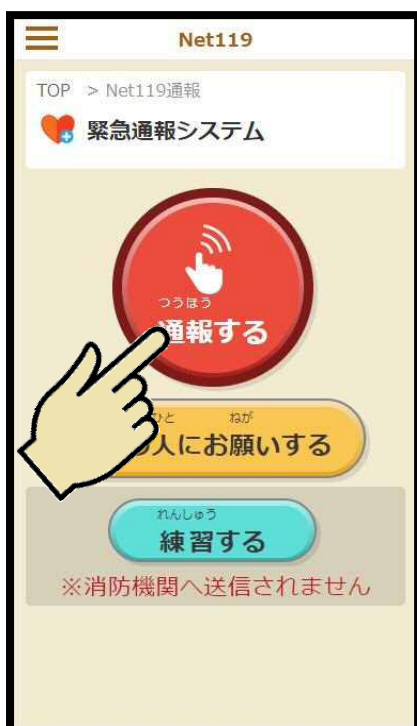 Net119
TOP > Net119通報
緊急通報システム
つうほう
通報する
ひと ねが
人にお願いする
れんしゅう
練習する
※消防機関へ送信されません